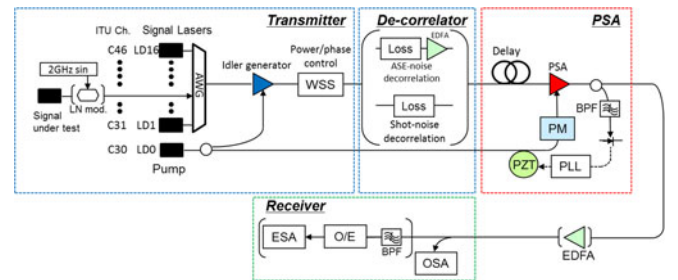 Transmitter
De-correlator
PSA
ITU Ch.
Signal Lasers
C46
LD16
2GHz sin
LN mod.
Signal
under test
C31
LD1
C30
LD0
Pump
AWG
Idler generator
Power/phase
control
WSS
Loss
EDFA
ASE-noise
decorrelation
Loss
Shot-noise
decorrelation
Delay
PSA
BPF
PM
PZT
PLL
Receiver
ESA
O/E
BPF
OSA
EDFA